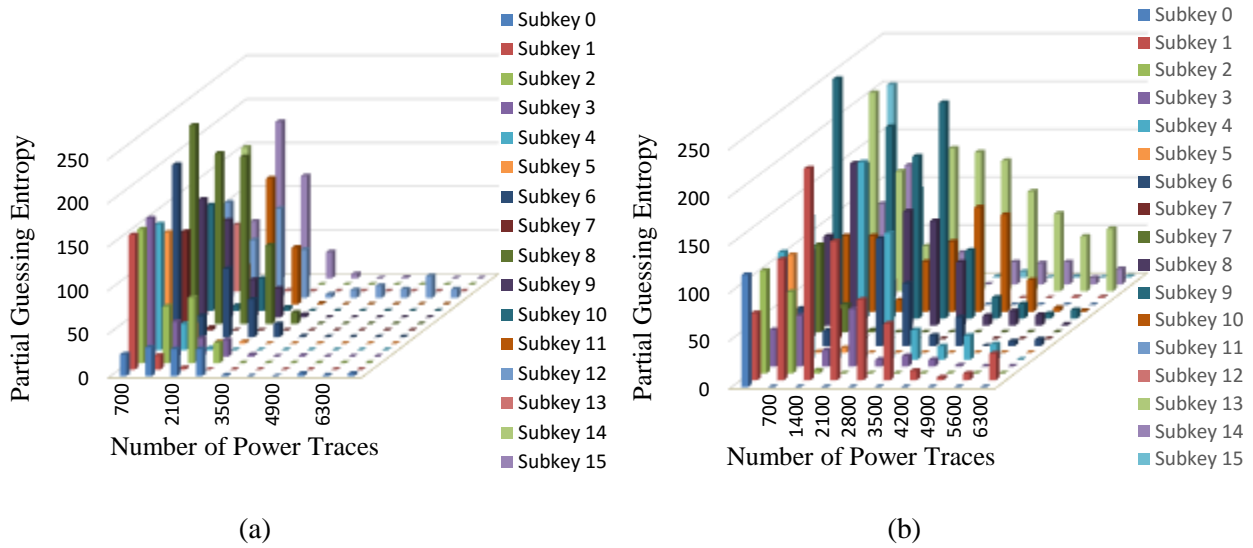 Partial Guessing Entropy
250
200
150
100
50
0
700
2100
3500
4900
6300
Number of Power Traces
Subkey 0
Subkey 1
Subkey 2
Subkey 3
Subkey 4
Subkey 5
Subkey 6
Subkey 7
Subkey 8
Subkey 9
Subkey 10
Subkey 11
Subkey 12
Subkey 13
Subkey 14
Subkey 15
(a)
Partial Guessing Entropy
250
200
150
100
50
0
700
1400
2100
2800
3500
4200
4900
5600
6300
Number of Power Traces
Subkey 0
Subkey 1
Subkey 2
Subkey 3
Subkey 4
Subkey 5
Subkey 6
Subkey 7
Subkey 7
Subkey 8
Subkey 9
Subkey 10
Subkey 11
Subkey 12
Subkey 13
Subkey 14
Subkey 15
(b)